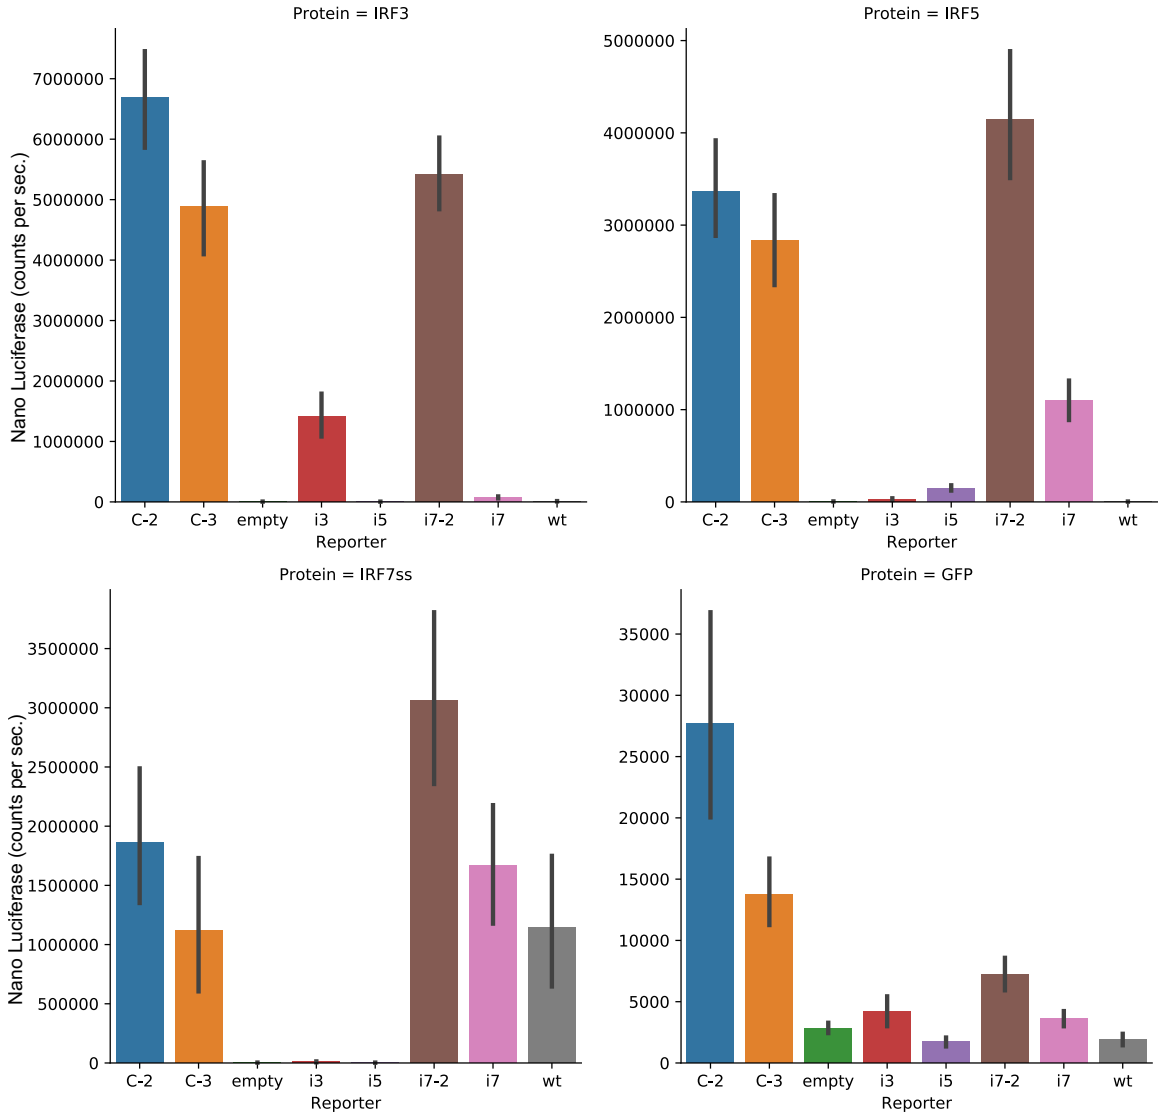 Protein = IRF3
Nano Luciferase (counts per sec.)
7000000
6000000
5000000
4000000
3000000
2000000
1000000
0
C-2 C-3 empty i3 i5 i7-2 i7 wt
Reporter
Protein = IRF5
5000000
4000000
3000000
2000000
1000000
0
C-2 C-3 empty i3 i5 i7-2 i7 wt
Reporter
Protein = IRF7ss
Nano Luciferase (counts per sec.)
3500000
3000000
2500000
2000000
1500000
1000000
500000
0
C-2 C-3 empty i3 i5 i7-2 i7 wt
Reporter
Protein = GFP
35000
30000
25000
20000
15000
10000
5000
0
C-2 C-3 empty i3 i5 i7-2 i7 wt
Reporter